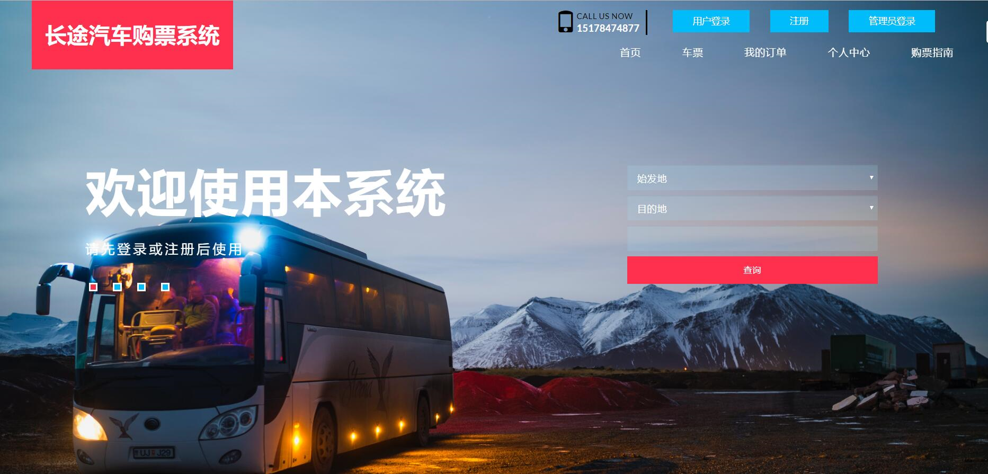 长途汽车购票系统
CALL US NOW
15178474877
用户登录
注册
管理员登录
首页
车票
我的订单
个人中心
购票指南
欢迎使用本系统
请先登录或注册后使用
始发地
目的地
查询